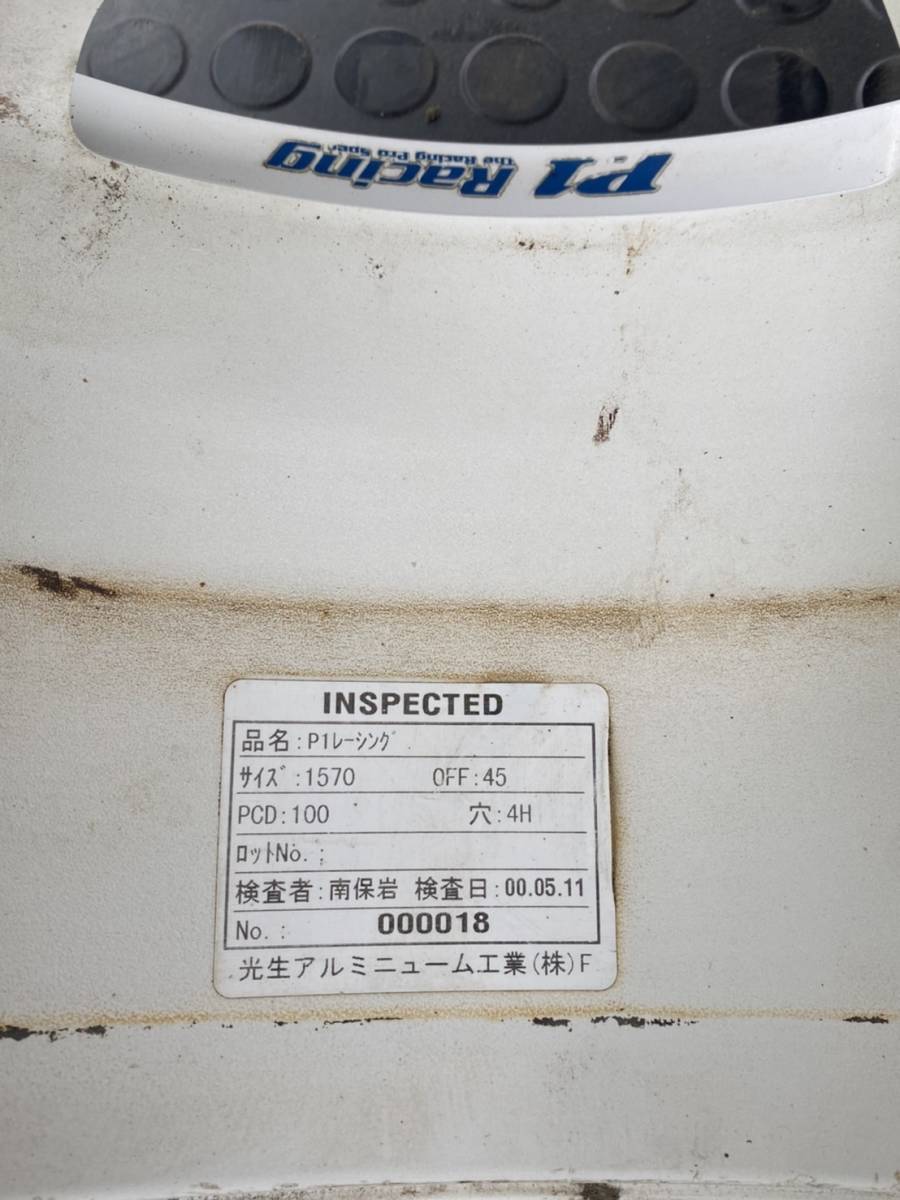 P1 Racing
The Racing Pro Spe
INSPECTED
品名:P1ﾚｰｼﾝｸﾞ
ｻｲｽﾞ:1570 OFF:45
PCD:100 穴:4H
ﾛｯﾄNo.:
検査者:南保岩 検査日:00.05.11
No.: 000018
光生アルミニューム工業(株)F